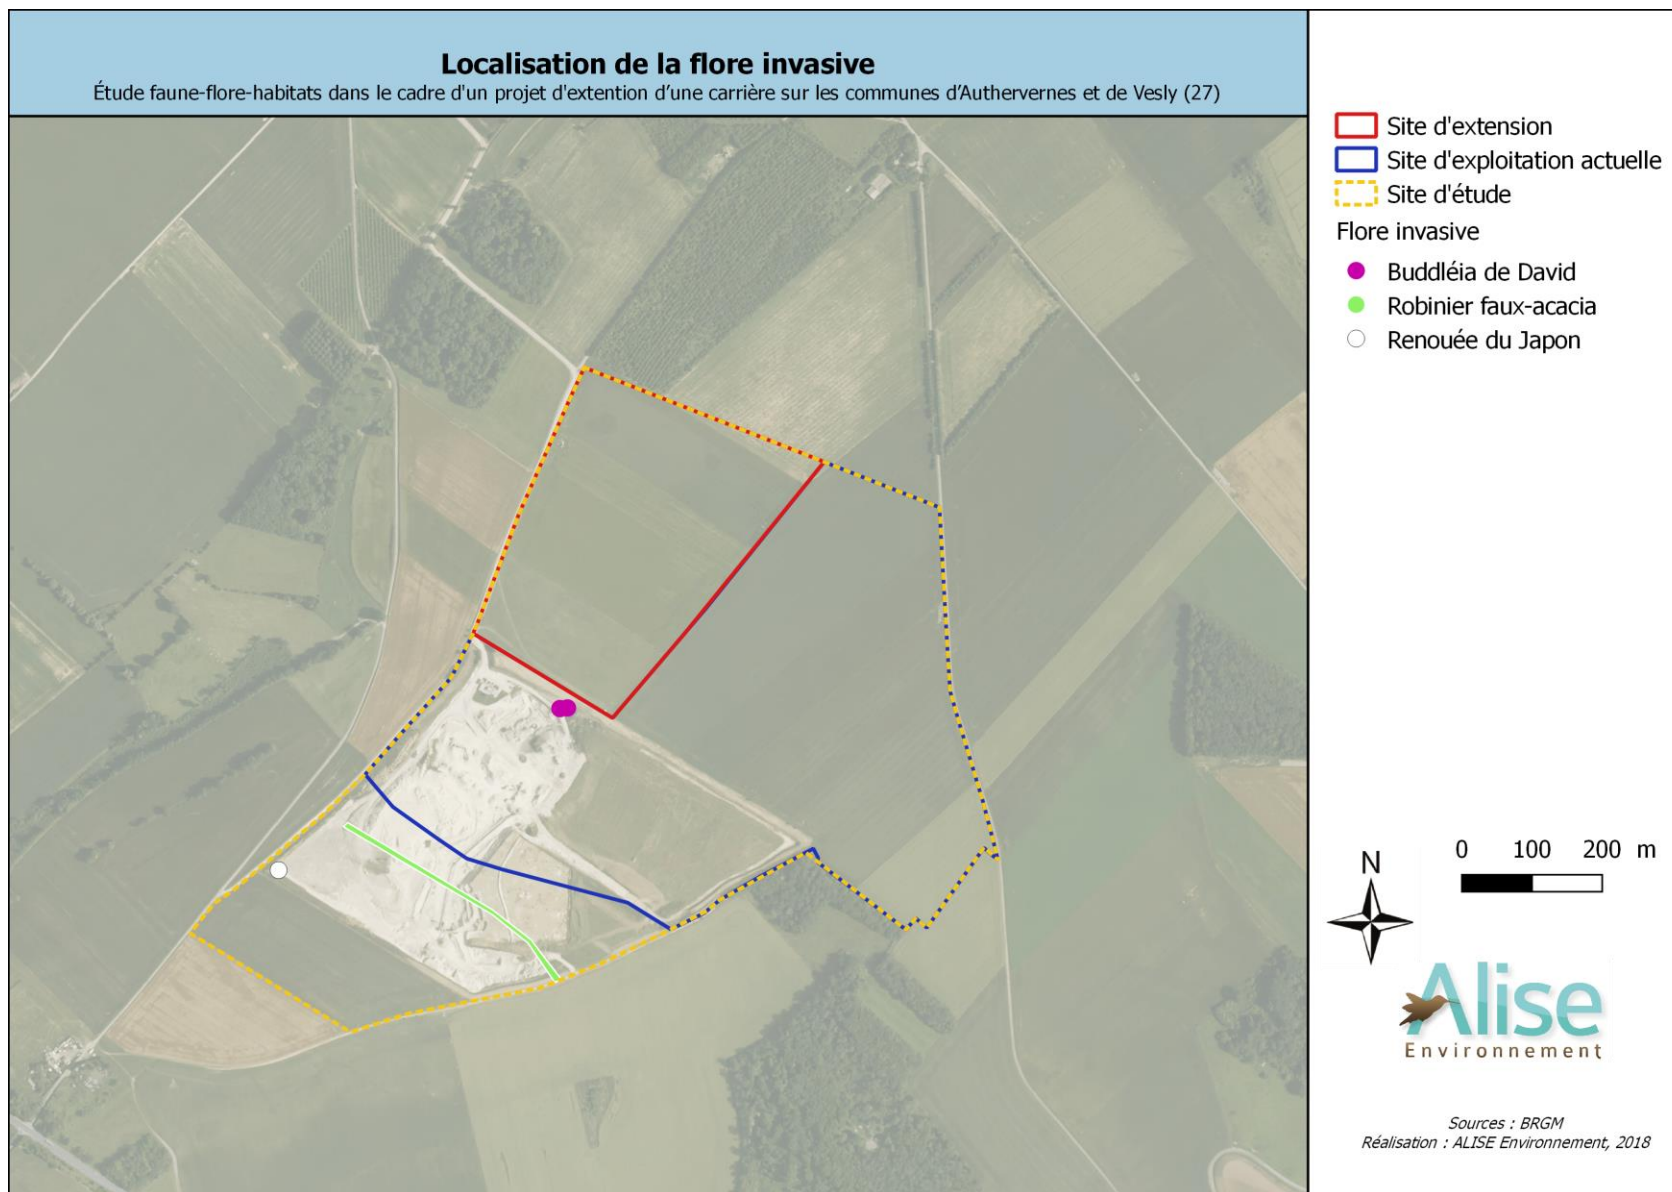 Localisation de la flore invasive
Étude faune-flore-habitats dans le cadre d'un projet d'extention d'une carrière sur les communes d'Authervernes et de Vesly (27)
Site d'extension
Site d'exploitation actuelle
Site d'étude
Flore invasive
Buddléia de David
Robinier faux-acacia
Renouée du Japon
N
0 100 200 m
Alise
Environnement
Sources : BRGM
Réalisation : ALISE Environnement, 2018